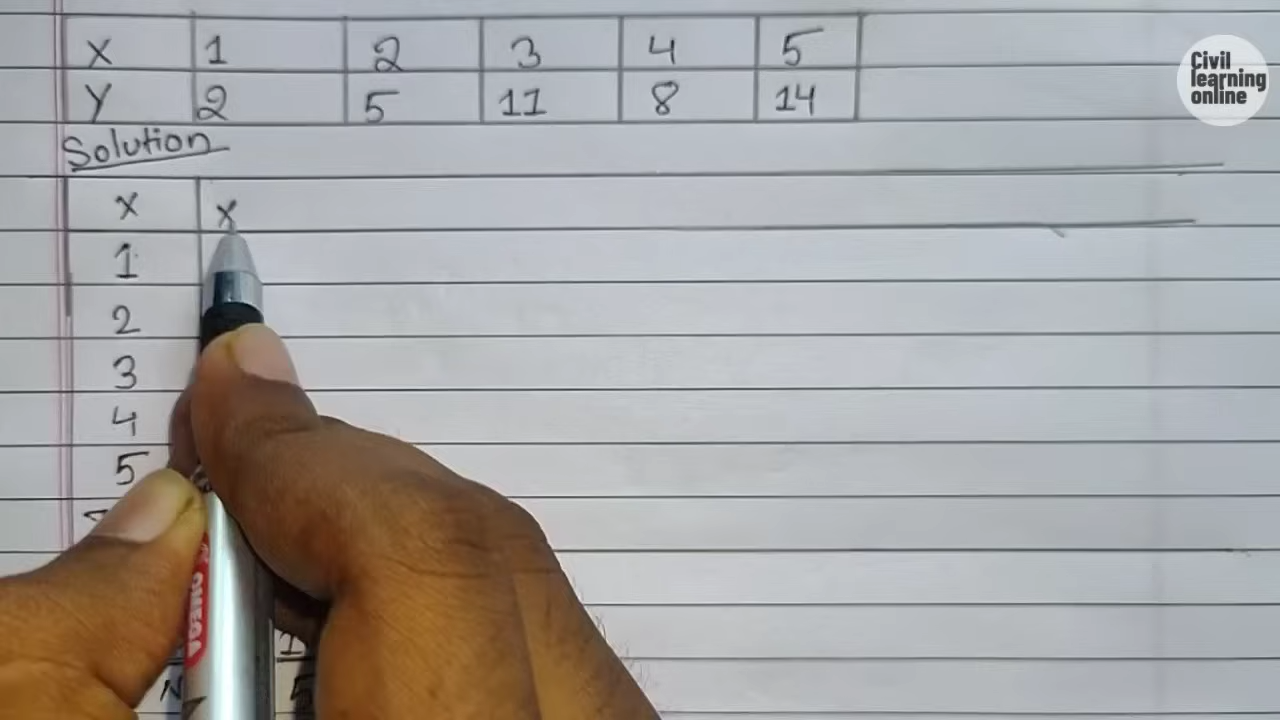 X 1 2 3 4 5
Y 2 5 11 8 14
Solution
X X
1
2
3
4
5
Civil
learning
online
OMEGA